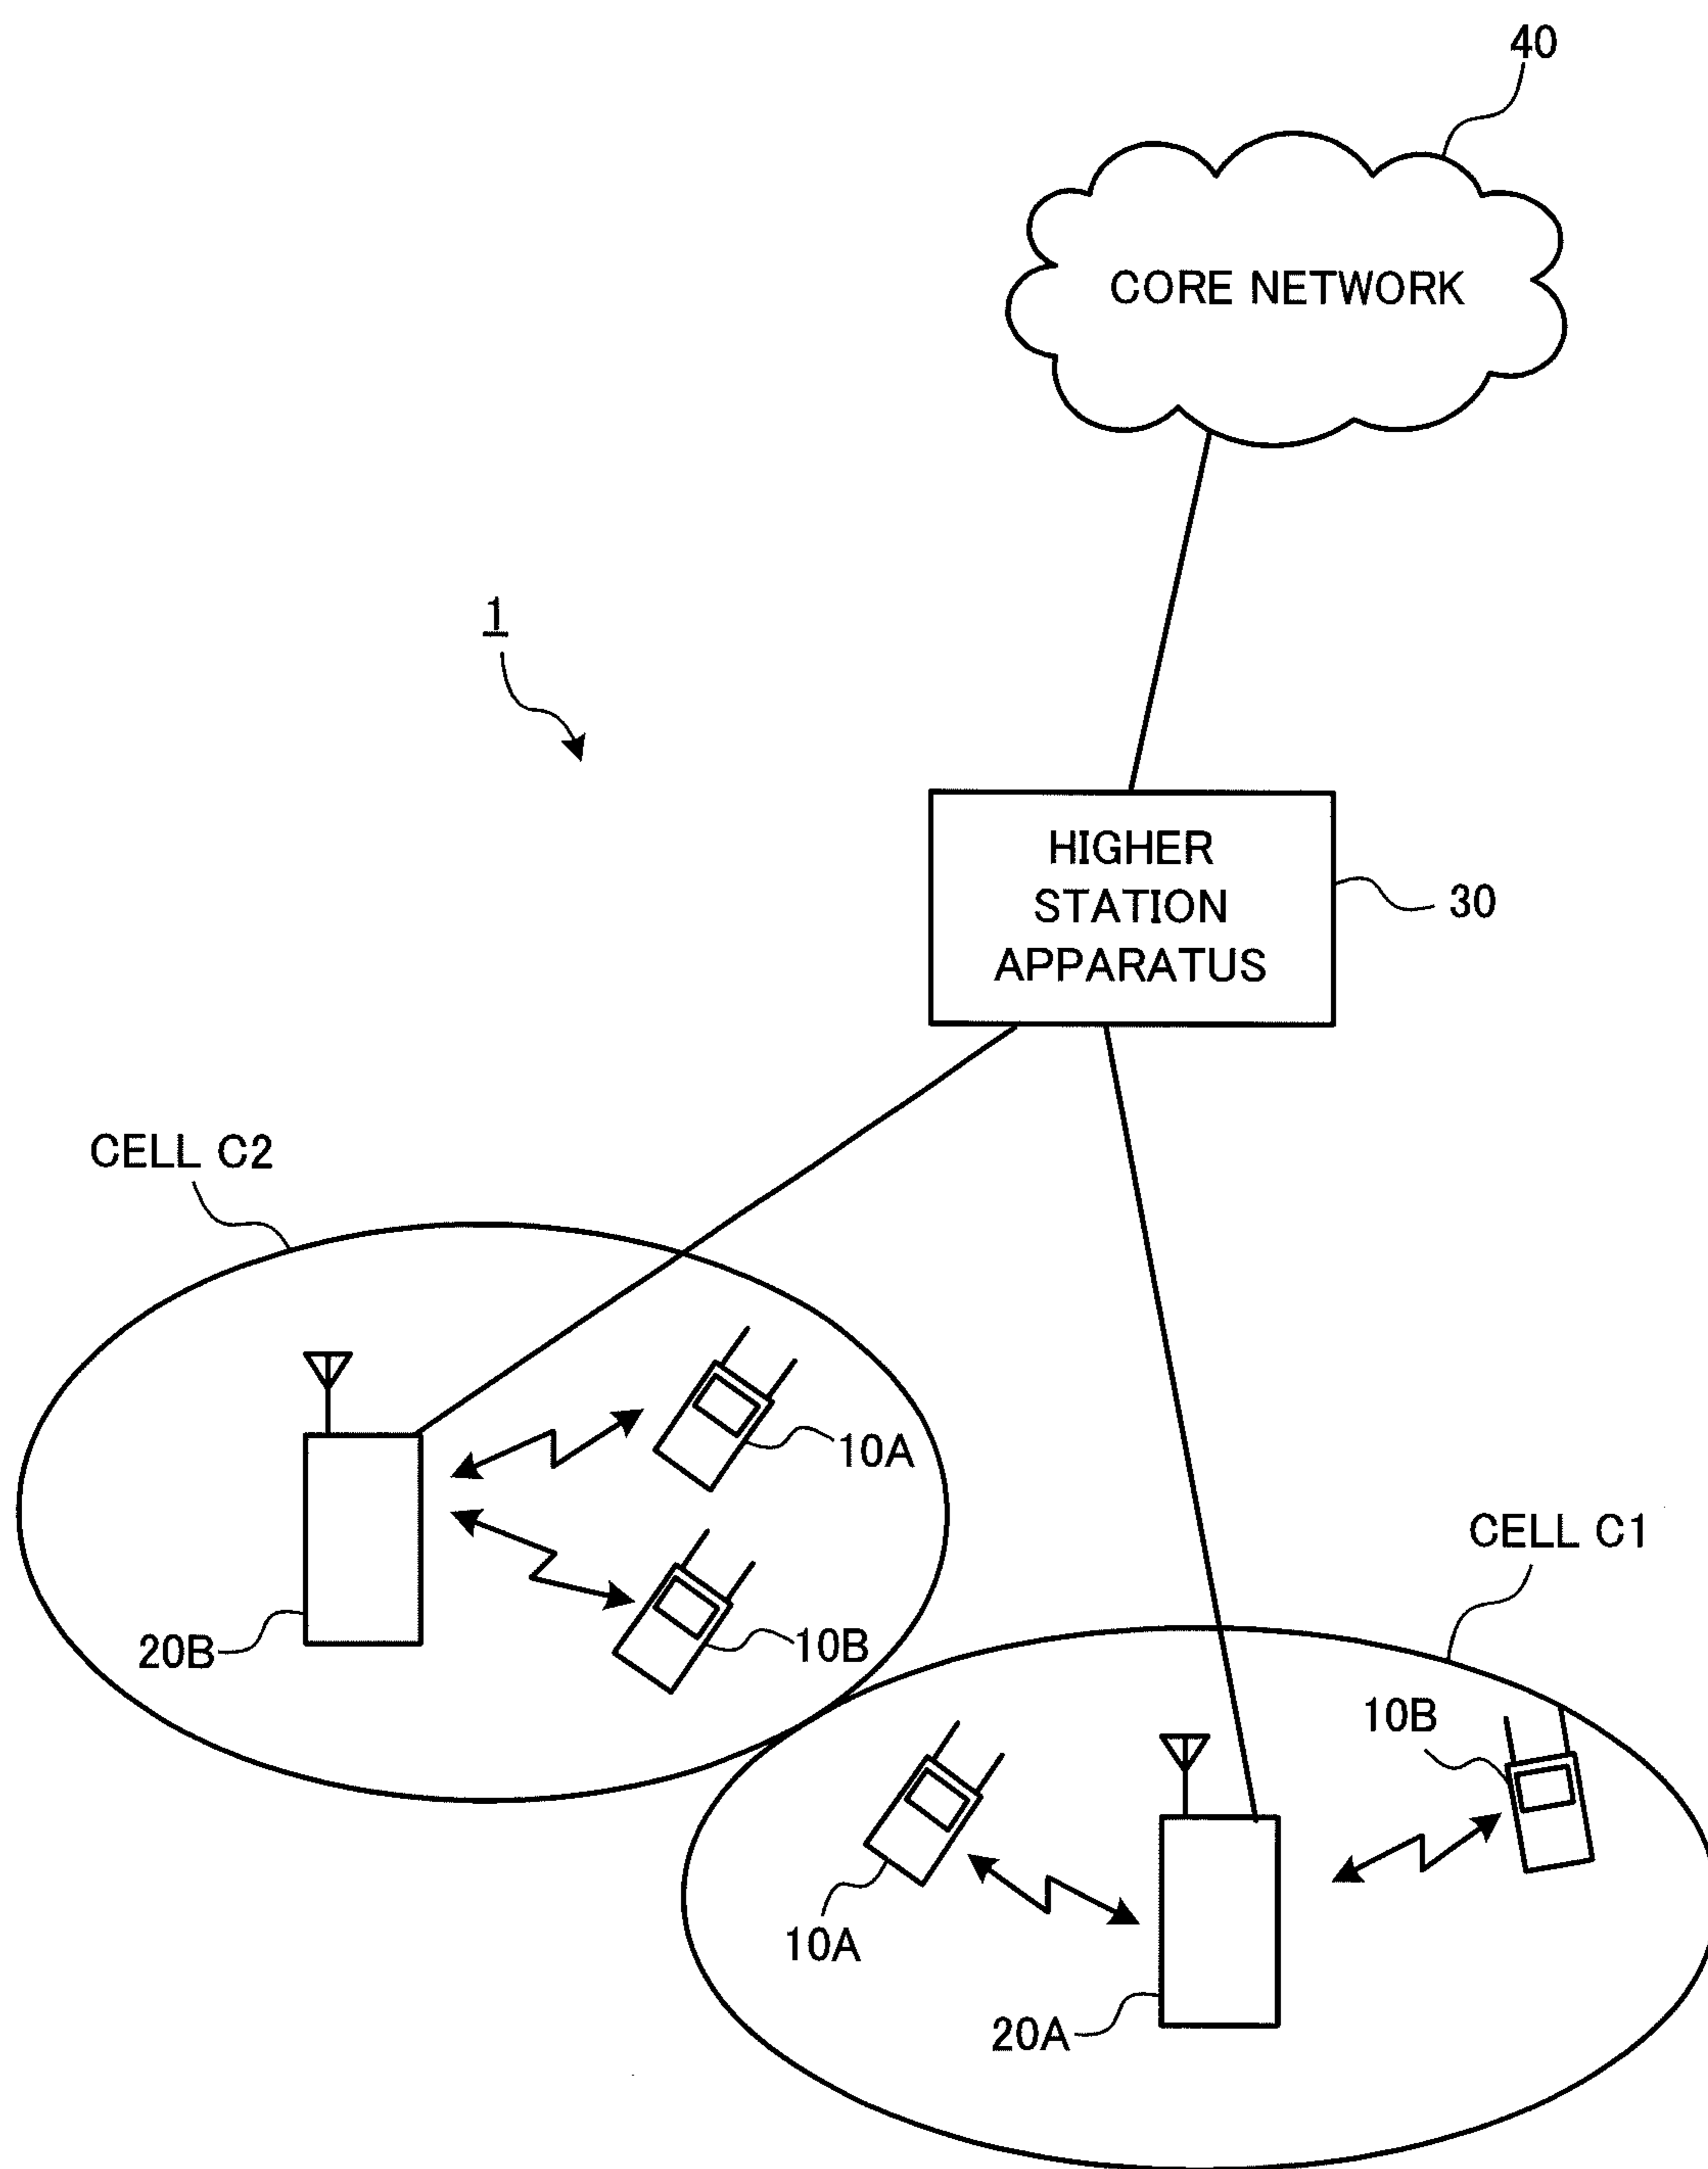 40
CORE NETWORK
1
HIGHER
STATION
APPARATUS
30
CELL C2
10A
CELL C1
20B
10B
10B
10A
20A